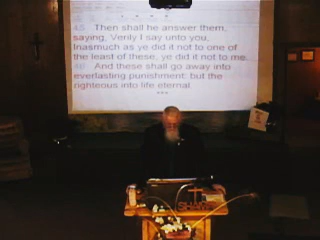 45 Then shall he answer them,
saying, Verily I say unto you,
Inasmuch as ye did it not to one of
the least of these, ye did it not to me.
46 And these shall go away into
everlasting punishment: but the
righteous into life eternal.